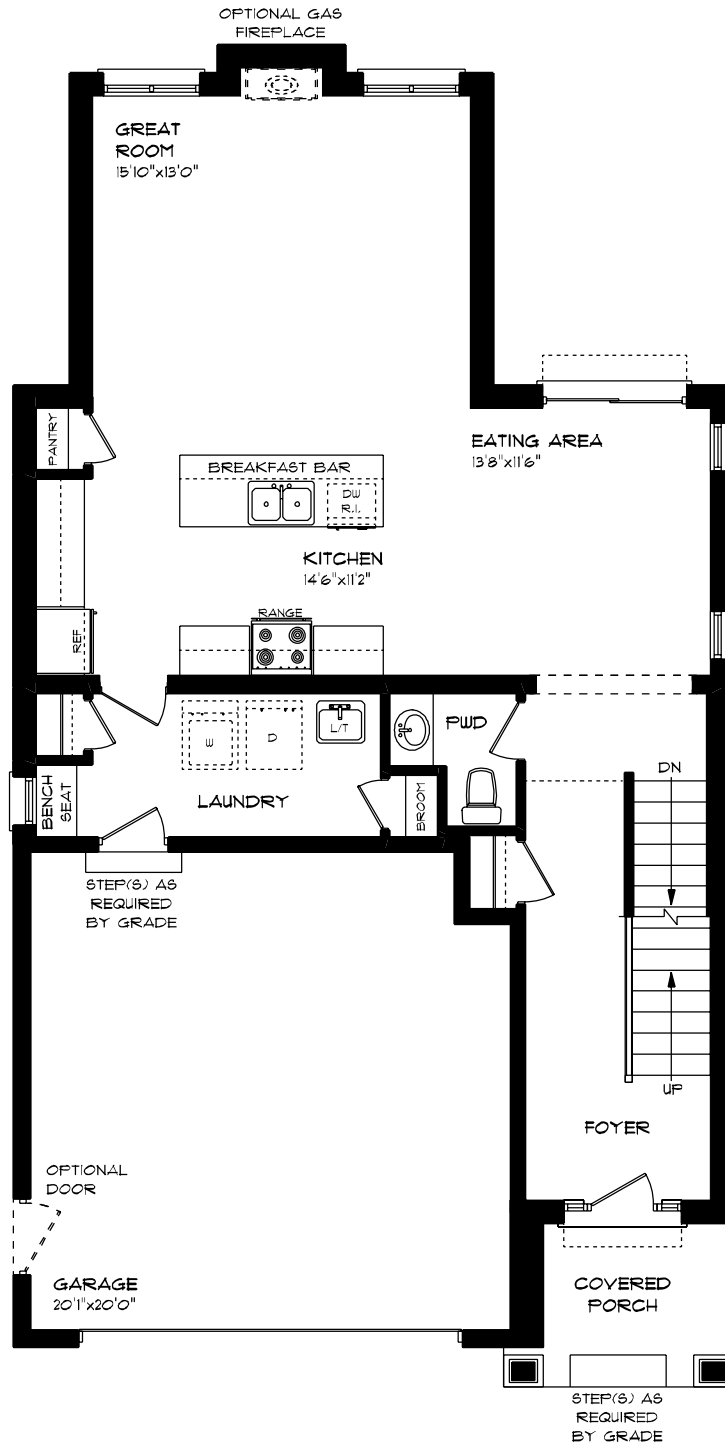 OPTIONAL GAS
FIREPLACE
GREAT
ROOM
15'10"x13'0"
PANTRY
EATING AREA
13'8"x11'6"
BREAKFAST BAR
DW
R.I.
KITCHEN
14'6"x11'2"
REF
RANGE
L/T
W
D
PWD
BENCH
SEAT
LAUNDRY
BROOM
DN
STEP(S) AS
REQUIRED
BY GRADE
UP
FOYER
OPTIONAL
DOOR
GARAGE
20'1"x20'0"
COVERED
PORCH
STEP(S) AS
REQUIRED
BY GRADE